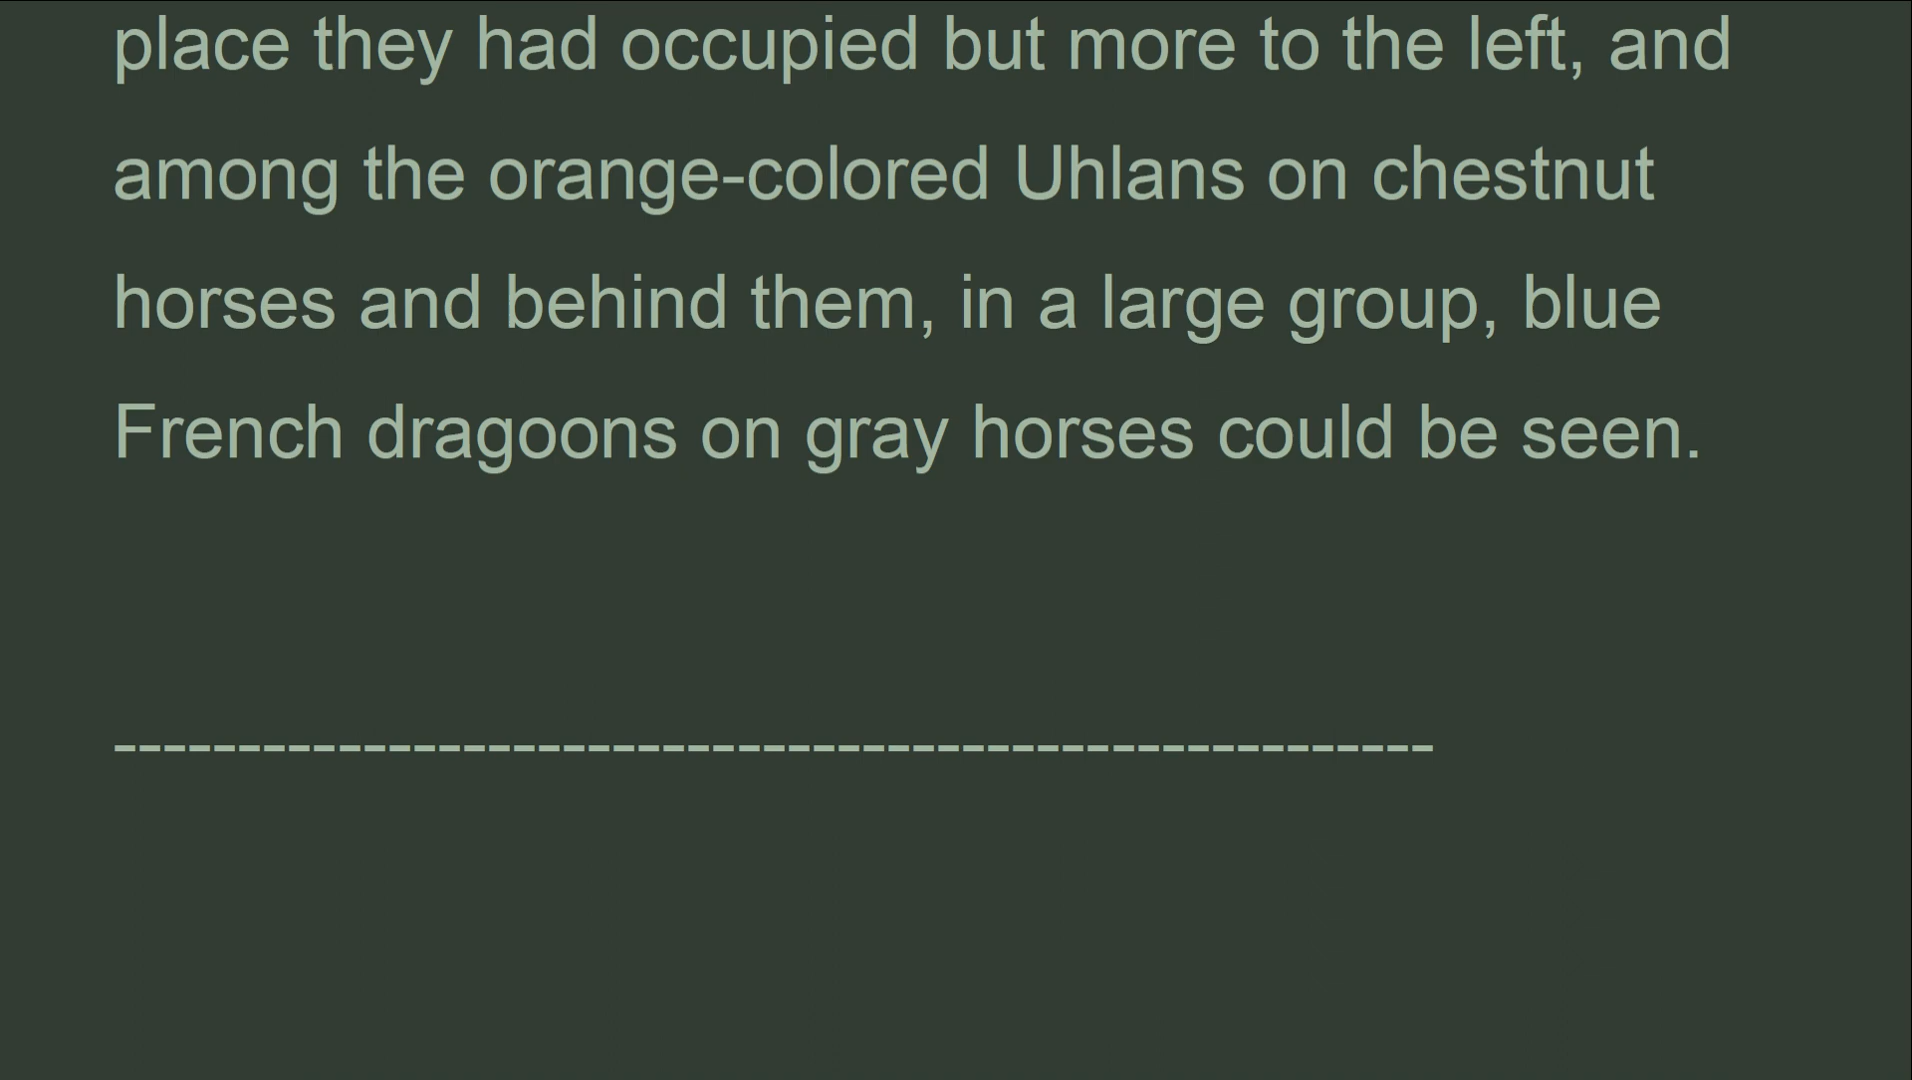 place they had occupied but more to the left, and
among the orange-colored Uhlans on chestnut
horses and behind them, in a large group, blue
French dragoons on gray horses could be seen.
------------------------------------------------------